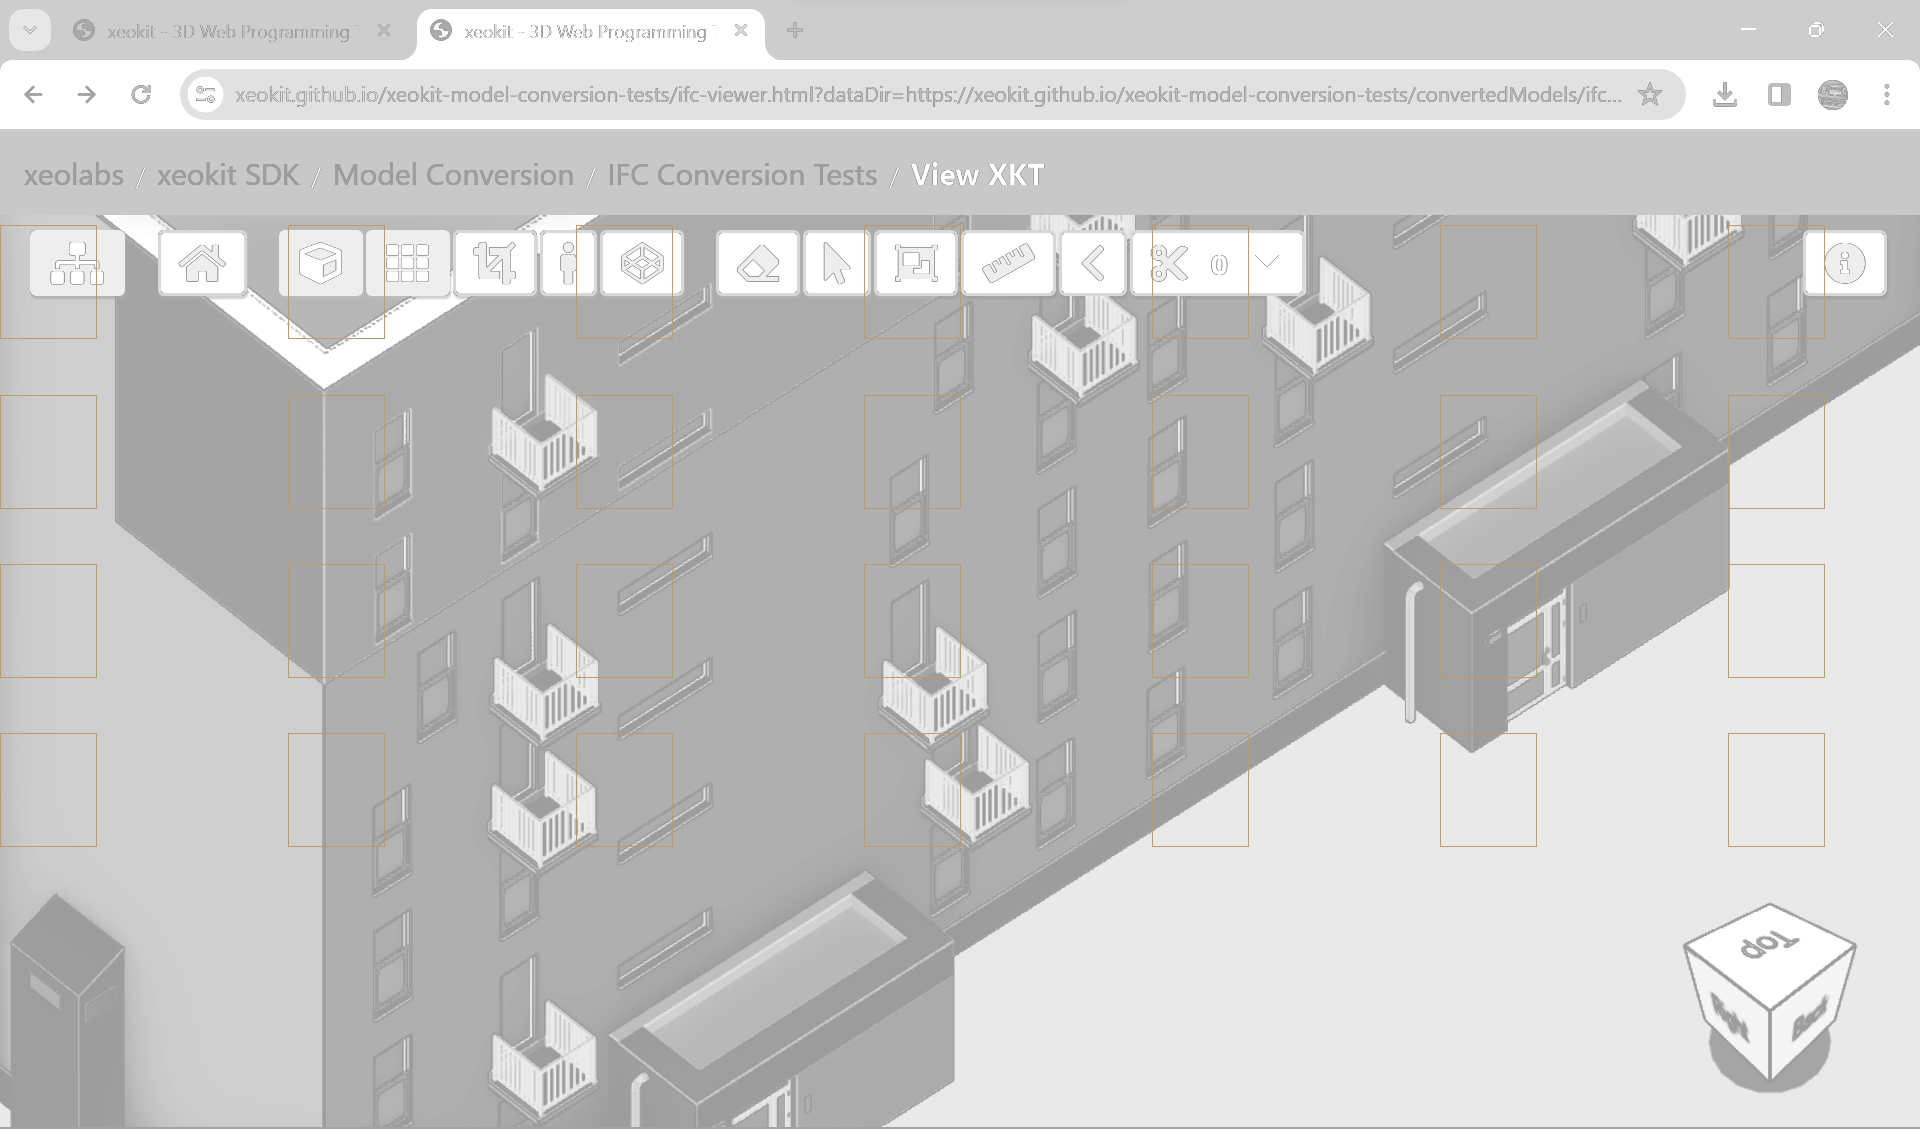 xeokit - 3D Web Programming
xeokit - 3D Web Programming
xeokit.github.io/xeokit-model-conversion-tests/ifc-viewer.html?dataDir=https://xeokit.github.io/xeokit-model-conversion-tests/convertedModels/ifc...
xeolabs / xeokit SDK / Model Conversion / IFC Conversion Tests / View XKT
0
Top
Right
Back